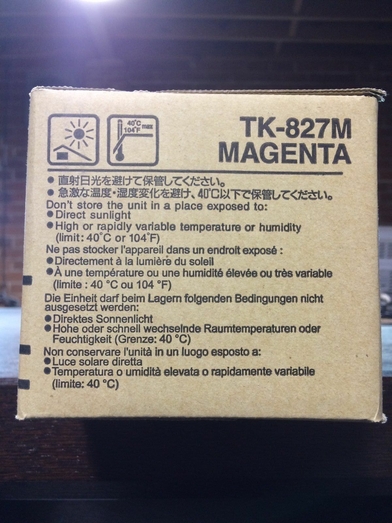 40°C max
104°F
TK-827M
MAGENTA
●直射日光を避けて保管してください。
●急激な温度・湿度変化を避け、40℃以下で保管してください。
Don't store the unit in a place exposed to:
●Direct sunlight
●High or rapidly variable temperature or humidity
(limit: 40°C or 104°F)
Ne pas stocker l'appareil dans un endroit exposé :
●Directement à la lumière du soleil
●À une température ou une humidité élevée ou très variable
(limite : 40 °C ou 104 °F)
Die Einheit darf beim Lagern folgenden Bedingungen nicht
ausgesetzt werden:
●Direktes Sonnenlicht
●Hohe oder schnell wechselnde Raumtemperaturen oder
Feuchtigkeit (Grenze: 40 °C)
Non conservare l'unità in un luogo esposto a:
●Luce solare diretta
●Temperatura o umidità elevata o rapidamente variabile
(limite: 40 °C)